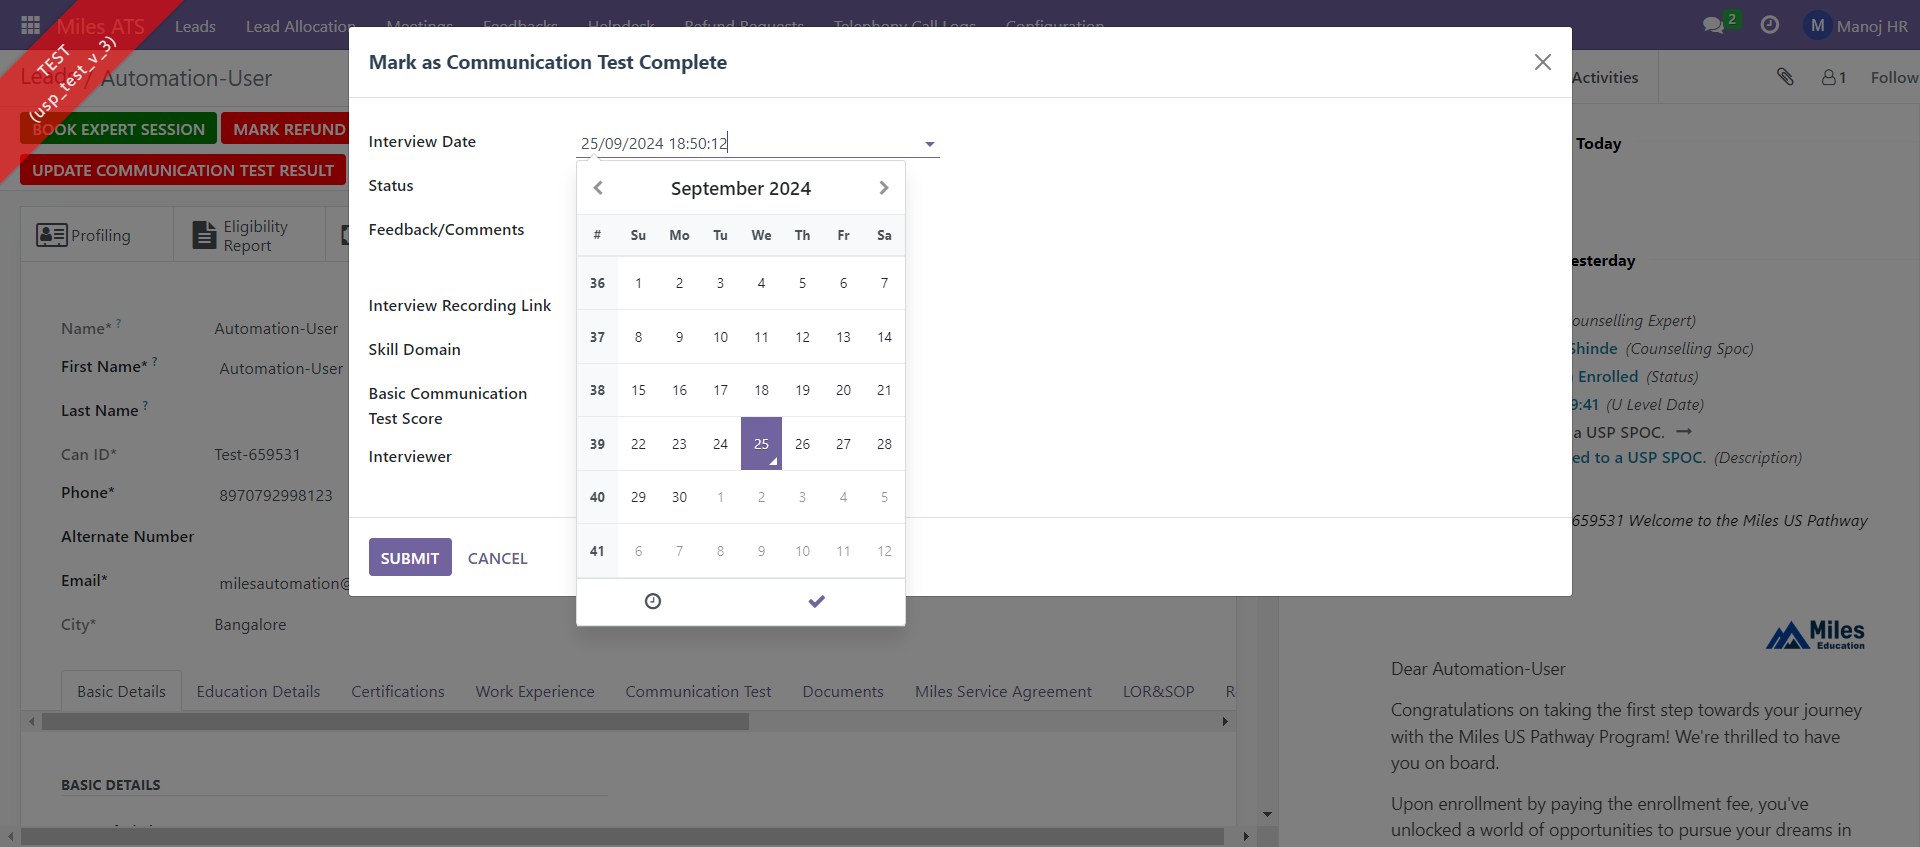 Miles ATS Leads Lead Allocation Meetings Feedbacks Helpdesk Refund Requests Telephony Call Logs Configuration 2 M Manoj HR
TEST
(usp_test_v_3)
Leads / Automation-User
Activities 1 Follow
BOOK EXPERT SESSION MARK REFUND
UPDATE COMMUNICATION TEST RESULT
Profiling
Eligibility
Report
Name* ? Automation-User
First Name* ? Automation-User
Last Name ?
Can ID* Test-659531
Phone* 8970792998123
Alternate Number
Email* milesautomation@
City* Bangalore
Basic Details Education Details Certifications Work Experience Communication Test Documents Miles Service Agreement LOR&SOP R
BASIC DETAILS
Mark as Communication Test Complete
Interview Date 25/09/2024 18:50:12
Status
Feedback/Comments
Interview Recording Link
Skill Domain
Basic Communication
Test Score
Interviewer
SUBMIT CANCEL
September 2024
# Su Mo Tu We Th Fr Sa
36 1 2 3 4 5 6 7
37 8 9 10 11 12 13 14
38 15 16 17 18 19 20 21
39 22 23 24 25 26 27 28
40 29 30 1 2 3 4 5
41 6 7 8 9 10 11 12
Today
esterday
ounselling Expert)
Shinde (Counselling Spoc)
Enrolled (Status)
9:41 (U Level Date)
a USP SPOC. →
ed to a USP SPOC. (Description)
659531 Welcome to the Miles US Pathway
Miles
Education
Dear Automation-User
Congratulations on taking the first step towards your journey
with the Miles US Pathway Program! We're thrilled to have
you on board.
Upon enrollment by paying the enrollment fee, you've
unlocked a world of opportunities to pursue your dreams in